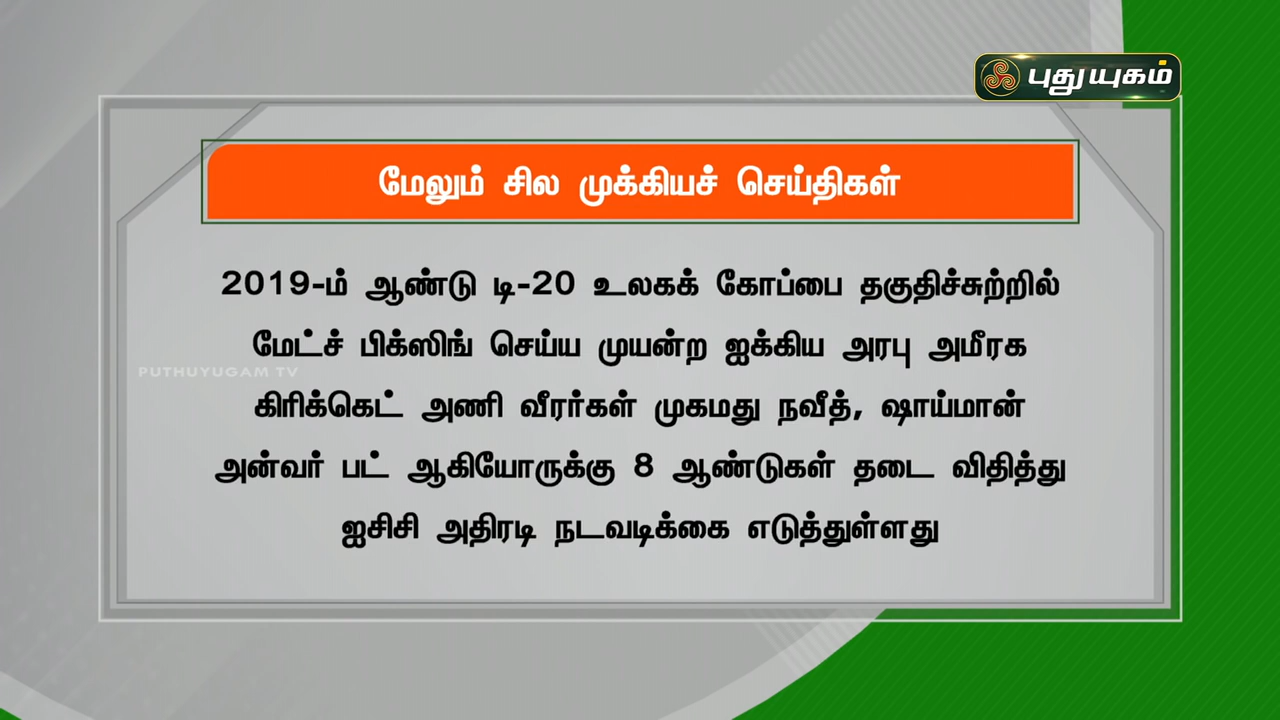 புதுயுகம்
மேலும் சில முக்கியச் செய்திகள்
2019-ம் ஆண்டு டி-20 உலகக் கோப்பை தகுதிச்சுற்றில்
மேட்ச் பிக்ஸிங் செய்ய முயன்ற ஐக்கிய அரபு அமீரக
PUTHUYUGAM TV
கிரிக்கெட் அணி வீரர்கள் முகமது நவீத், ஷாய்மான்
அன்வர் பட் ஆகியோருக்கு 8 ஆண்டுகள் தடை விதித்து
ஐசிசி அதிரடி நடவடிக்கை எடுத்துள்ளது